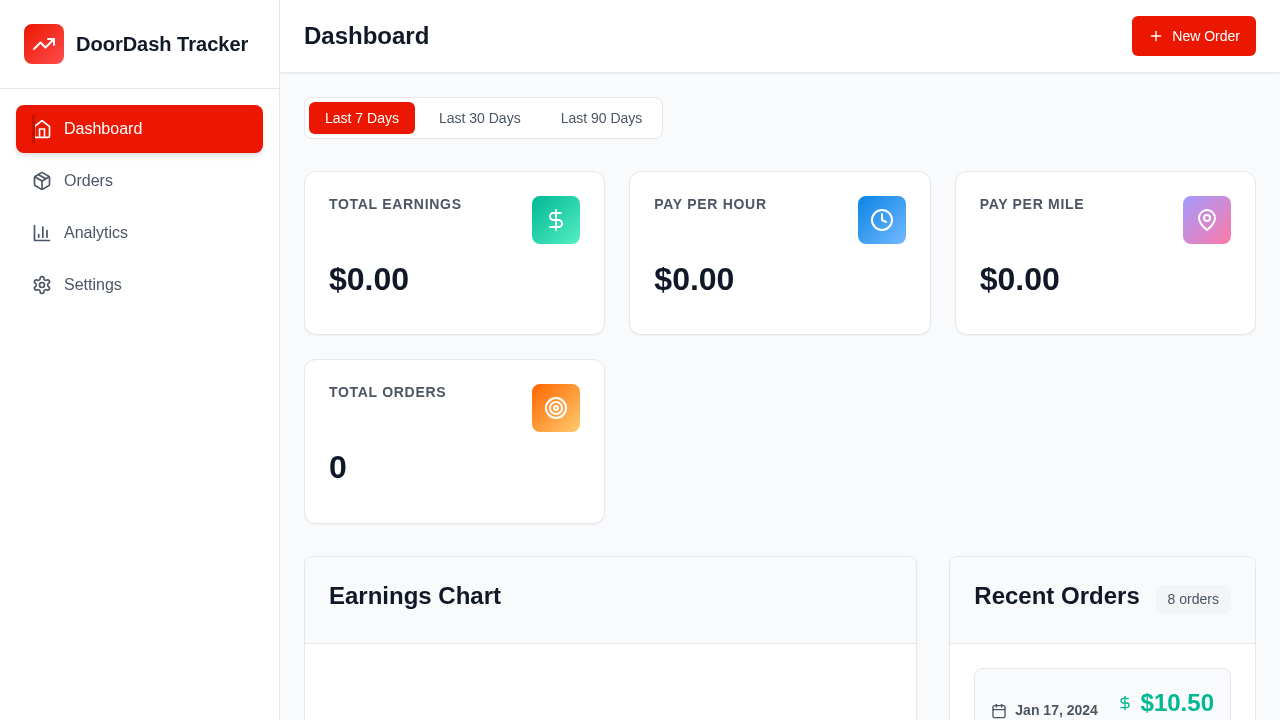 DoorDash Tracker
Dashboard
Orders
Analytics
Settings
Dashboard
New Order
Last 7 Days
Last 30 Days
Last 90 Days
TOTAL EARNINGS
$0.00
PAY PER HOUR
$0.00
PAY PER MILE
$0.00
TOTAL ORDERS
0
Earnings Chart
Recent Orders
8 orders
Jan 17, 2024
$10.50